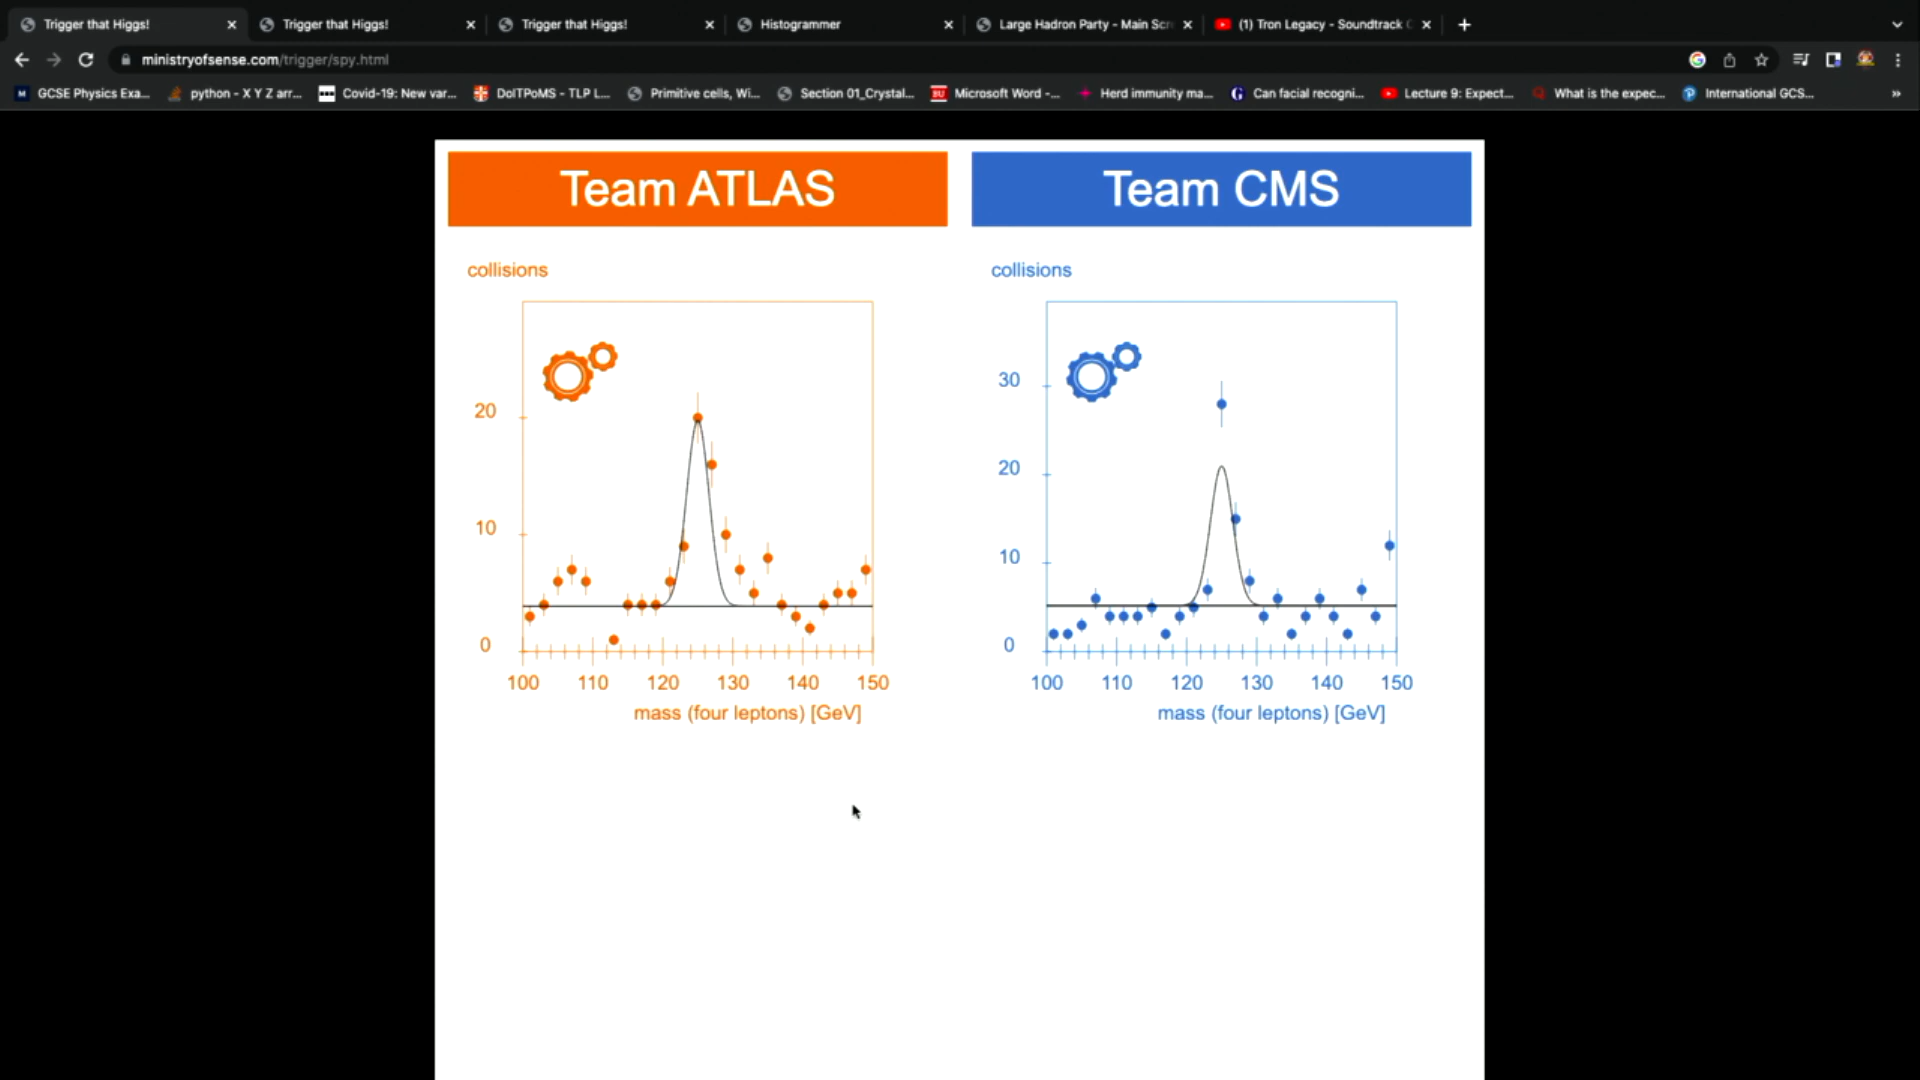 Trigger that Higgs! Trigger that Higgs! Trigger that Higgs! Histogrammer Large Hadron Party - Main Scr (1) Tron Legacy - Soundtrack
ministryofsense.com/trigger/spy.html
GCSE Physics Exa... python - X Y Z arr... Covid-19: New var... DoITPoMS - TLP L... Primitive cells, Wi... Section 01_Crystal... Microsoft Word -... Herd immunity ma... Can facial recogni... Lecture 9: Expect... What is the expec... International GCS... »
Team ATLAS
collisions
20
10
0
100 110 120 130 140 150
mass (four leptons) [GeV]
Team CMS
collisions
30
20
10
0
100 110 120 130 140 150
mass (four leptons) [GeV]